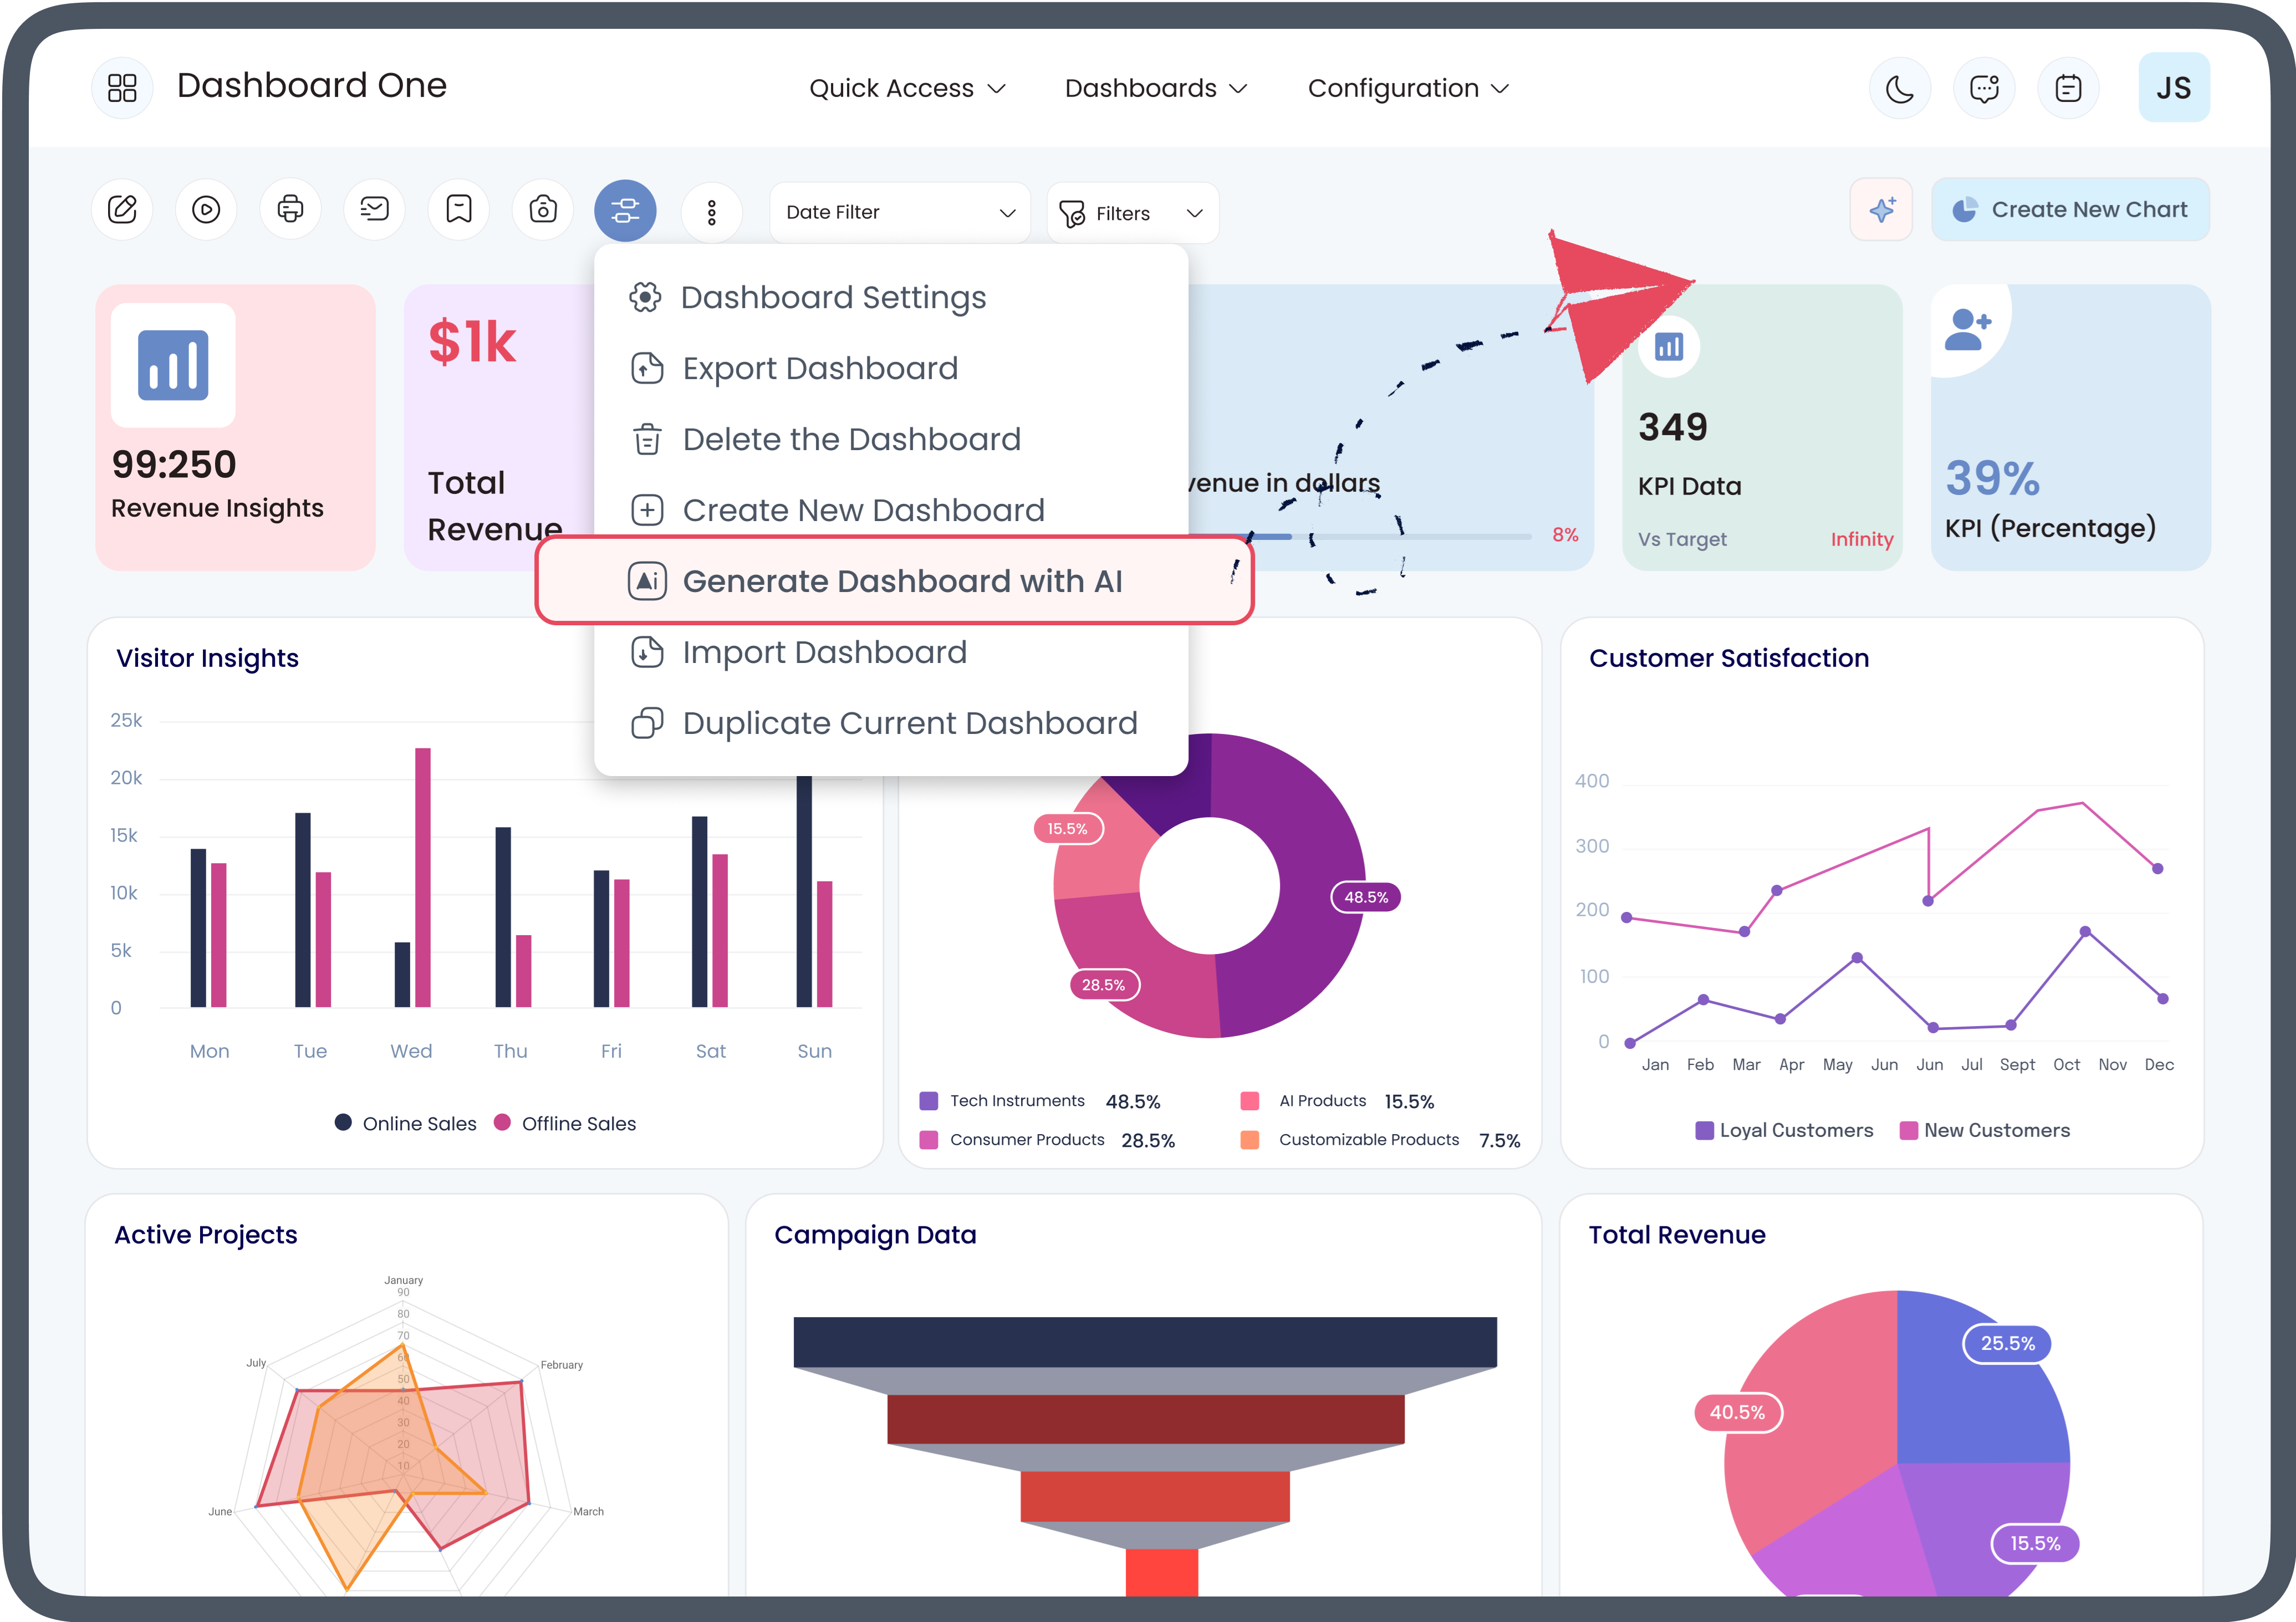 Dashboard One
Quick Access
Dashboards
Configuration
JS
Date Filter
Filters
Create New Chart
Dashboard Settings
Export Dashboard
Delete the Dashboard
Create New Dashboard
Generate Dashboard with AI
Import Dashboard
Duplicate Current Dashboard
99:250
Revenue Insights
$1k
Total
Revenue
venue in dollars
8%
349
KPI Data
Vs Target
Infinity
39%
KPI (Percentage)
Visitor Insights
25k
20k
15k
10k
5k
0
Mon
Tue
Wed
Thu
Fri
Sat
Sun
Online Sales
Offline Sales
15.5%
48.5%
28.5%
Tech Instruments 48.5%
AI Products 15.5%
Consumer Products 28.5%
Customizable Products 7.5%
Customer Satisfaction
400
300
200
100
0
Jan
Feb
Mar
Apr
May
Jun
Jun
Jul
Sept
Oct
Nov
Dec
Loyal Customers
New Customers
Active Projects
January
90
80
70
60
50
40
30
20
10
July
February
June
March
Campaign Data
Total Revenue
25.5%
40.5%
15.5%